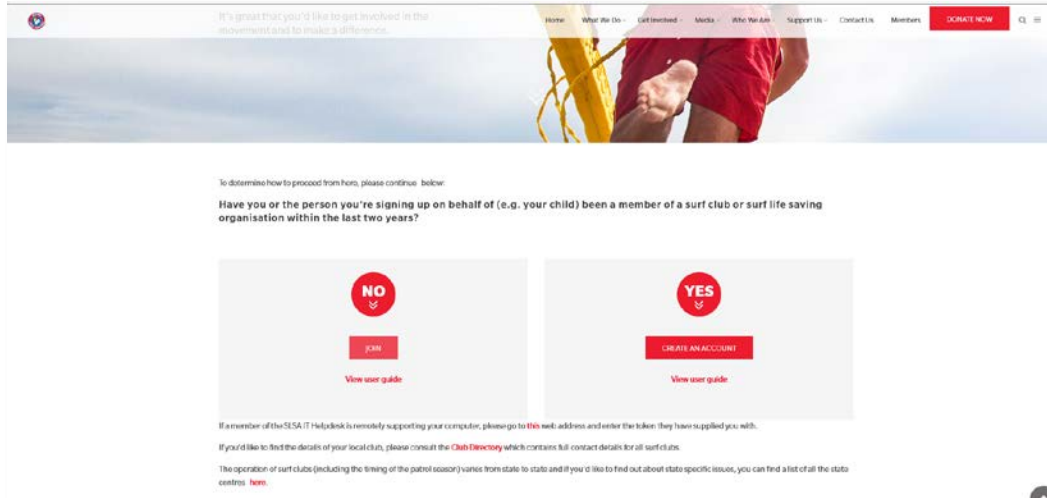 It's great that you'd like to get involved in the
movement and to make a difference.
Home What We Do Get Involved Media Who We Are Support Us Contact Us Members DONATE NOW
To determine how to proceed from here, please continue below:
Have you or the person you're signing up on behalf of (e.g. your child) been a member of a surf club or surf life saving
organisation within the last two years?
NO
YES
JOIN
CREATE AN ACCOUNT
View user guide
View user guide
If a member of the SLSA IT Helpdesk is remotely supporting your computer, please go to this web address and enter the token they have supplied you with.
If you'd like to find the details of your local club, please consult the Club Directory which contains full contact details for all surf clubs.
The operation of surf clubs (including the timing of the patrol season) varies from state to state and if you'd like to find out about state specific issues, you can find a list of all the state
centres here.